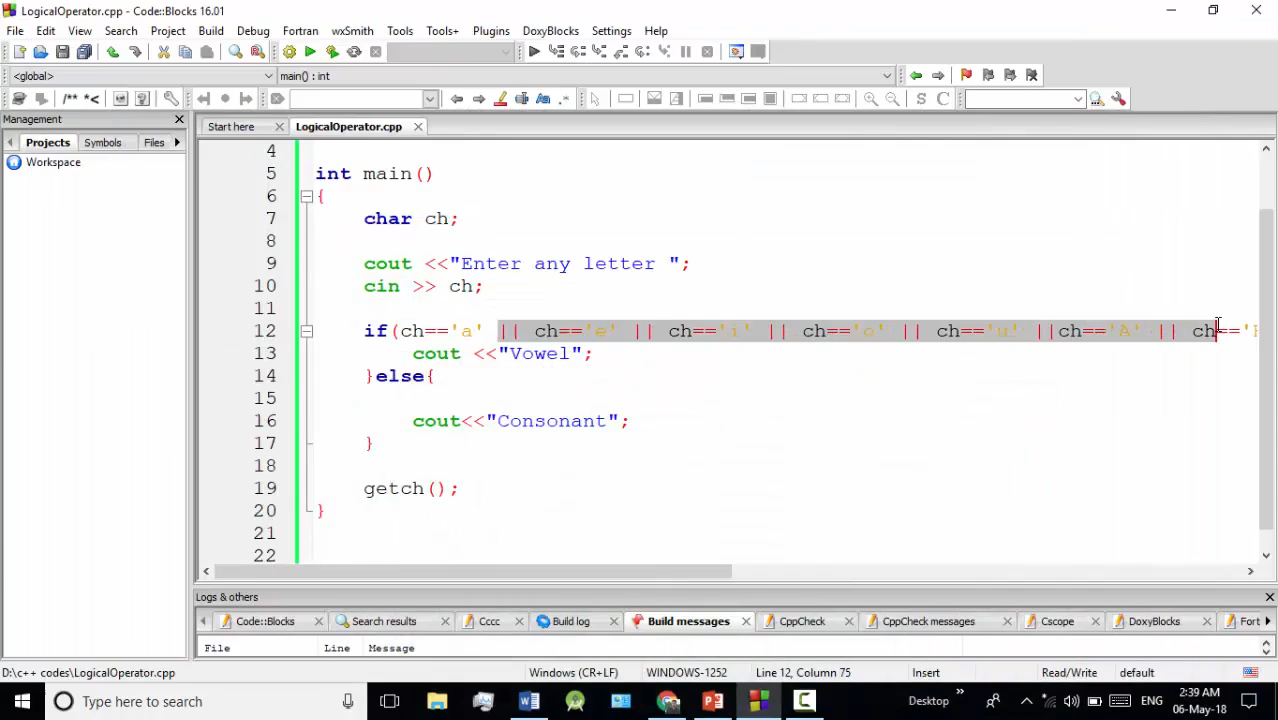 LogicalOperator.cpp - Code::Blocks 16.01
File Edit View Search Project Build Debug Fortran wxSmith Tools Tools+ Plugins DoxyBlocks Settings Help
<global> main() : int
/** *< S C
Management
Projects Symbols Files
Workspace
Start here LogicalOperator.cpp
4
5 int main()
6 {
7 char ch;
8
9 cout <<"Enter any letter ";
10 cin >> ch;
11
12 if(ch=='a' || ch=='e' || ch=='i' || ch=='o' || ch=='u' ||ch=='A' || ch=='
13 cout <<"Vowel";
14 }else{
15
16 cout<<"Consonant";
17 }
18
19 getch();
20 }
21
22
Logs & others
Code::Blocks Search results Cccc Build log Build messages CppCheck CppCheck messages Cscope DoxyBlocks Fort
File Line Message
D:\c++ codes\LogicalOperator.cpp Windows (CR+LF) WINDOWS-1252 Line 12, Column 75 Insert Read/Write default
Type here to search Desktop ENG 2:39 AM
06-May-18